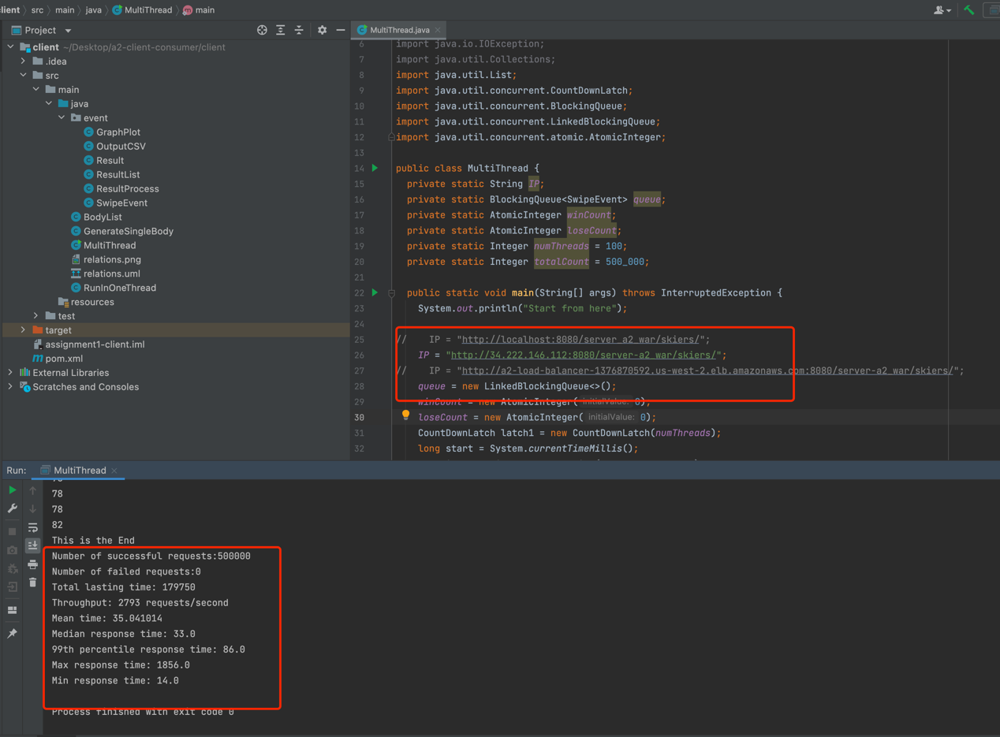 client > src > main > java > MultiThread > main
Project
MultiThread.java
client ~/Desktop/a2-client-consumer/client
.idea
src
main
java
event
GraphPlot
OutputCSV
Result
ResultList
ResultProcess
SwipeEvent
BodyList
GenerateSingleBody
MultiThread
relations.png
relations.uml
RunInOneThread
resources
test
target
assignment1-client.iml
pom.xml
External Libraries
Scratches and Consoles
6 import java.io.IOException;
7 import java.util.Collections;
8 import java.util.List;
9 import java.util.concurrent.CountDownLatch;
10 import java.util.concurrent.BlockingQueue;
11 import java.util.concurrent.LinkedBlockingQueue;
12 import java.util.concurrent.atomic.AtomicInteger;
13
14 public class MultiThread {
15 private static String IP;
16 private static BlockingQueue<SwipeEvent> queue;
17 private static AtomicInteger winCount;
18 private static AtomicInteger loseCount;
19 private static Integer numThreads = 100;
20 private static Integer totalCount = 500_000;
21
22 public static void main(String[] args) throws InterruptedException {
23 System.out.println("Start from here");
24
25 // IP = "http://localhost:8080/server_a2_war/skiers/";
26 IP = "http://34.222.146.112:8080/server-a2_war/skiers/";
27 // IP = "http://a2-load-balancer-1376870592.us-west-2.elb.amazonaws.com:8080/server-a2_war/skiers/";
28 queue = new LinkedBlockingQueue<>();
29 winCount = new AtomicInteger( initialValue: 0);
30 loseCount = new AtomicInteger( initialValue: 0);
31 CountDownLatch latch1 = new CountDownLatch(numThreads);
32 long start = System.currentTimeMillis();
Run: MultiThread
78
78
82
This is the End
Number of successful requests:500000
Number of failed requests:0
Total lasting time: 179750
Throughput: 2793 requests/second
Mean time: 35.041014
Median response time: 33.0
99th percentile response time: 86.0
Max response time: 1856.0
Min response time: 14.0
Process finished with exit code 0